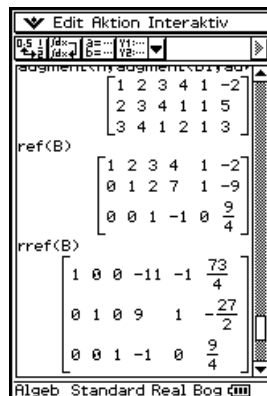 Edit Aktion Interaktiv
augment(
1 2 3 4 1 -2
2 3 4 1 1 5
3 4 1 2 1 3
ref(B)
1 2 3 4 1 -2
0 1 2 7 1 -9
0 0 1 -1 0 9/4
rref(B)
1 0 0 -11 -1 73/4
0 1 0 9 1 -27/2
0 0 1 -1 0 9/4
Algeb Standard Real Bog